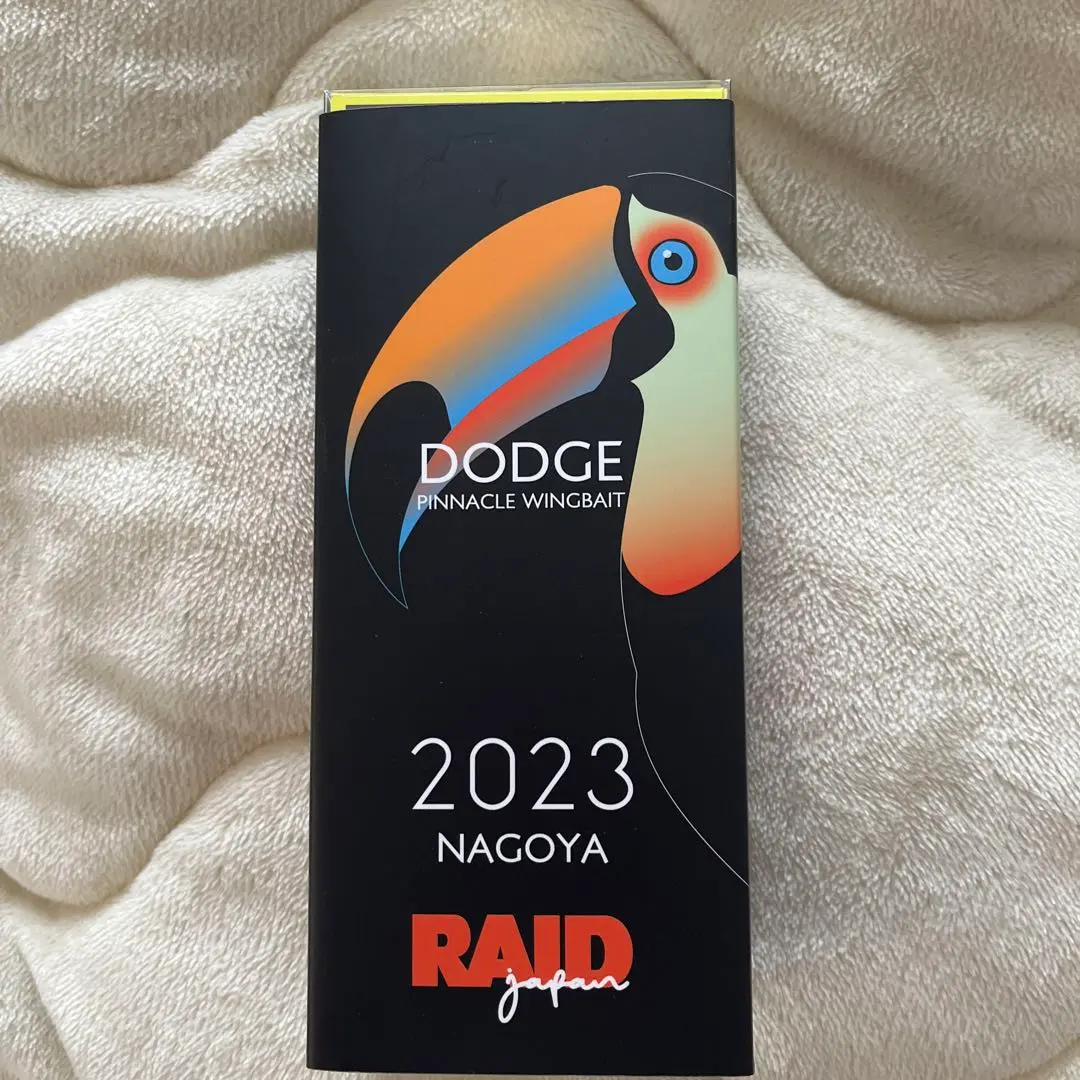 DODGE
PINNACLE WINGBAIT
2023
NAGOYA
RAID
japan